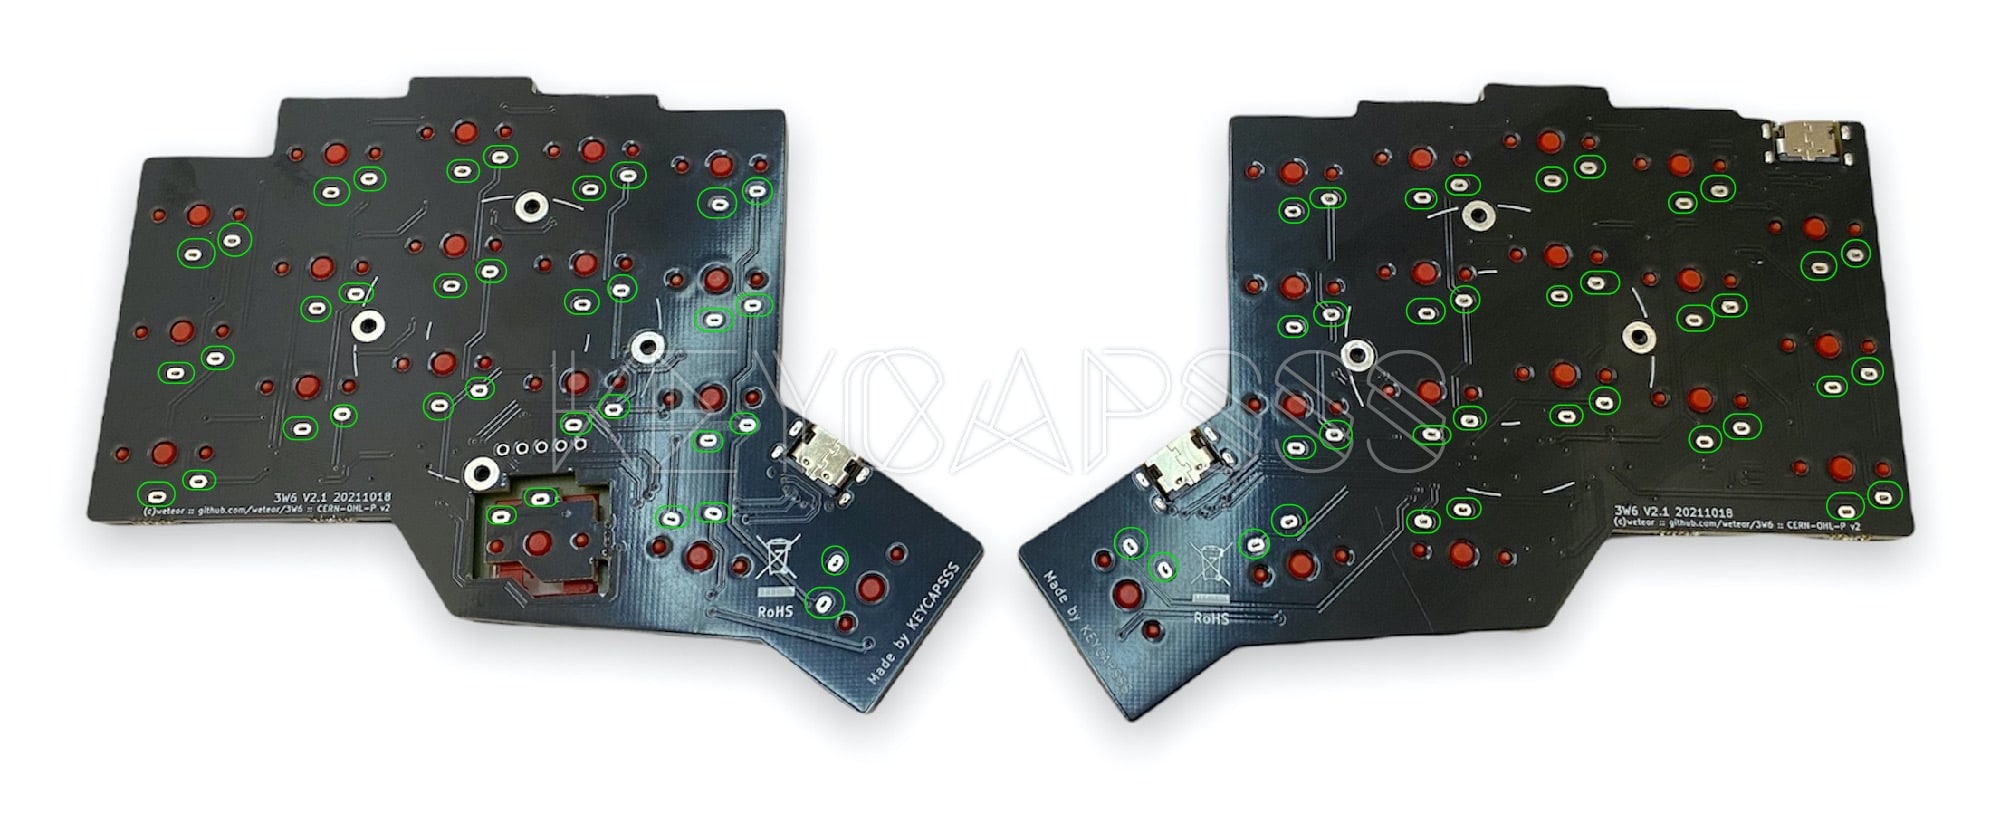 KEYCAPSSS
3W6 V2.1 20211018
(c)weteor :: github.com/weteor/3W6 :: CERN-OHL-P v2
RoHS
Made by KEYCAPSSS
3W6 V2.1 20211018
(c)weteor :: github.com/weteor/3W6 :: CERN-OHL-P v2
RoHS
Made by KEYCAPSSS